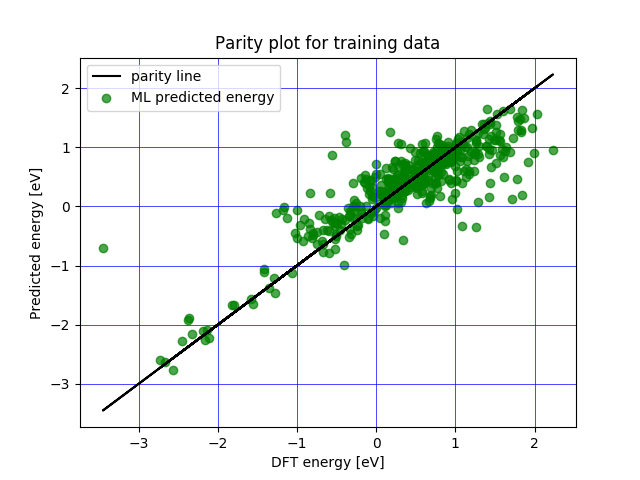 Parity plot for training data
parity line
ML predicted energy
2
1
0
−1
−2
−3
Predicted energy [eV]
−3 −2 −1 0 1 2
DFT energy [eV]